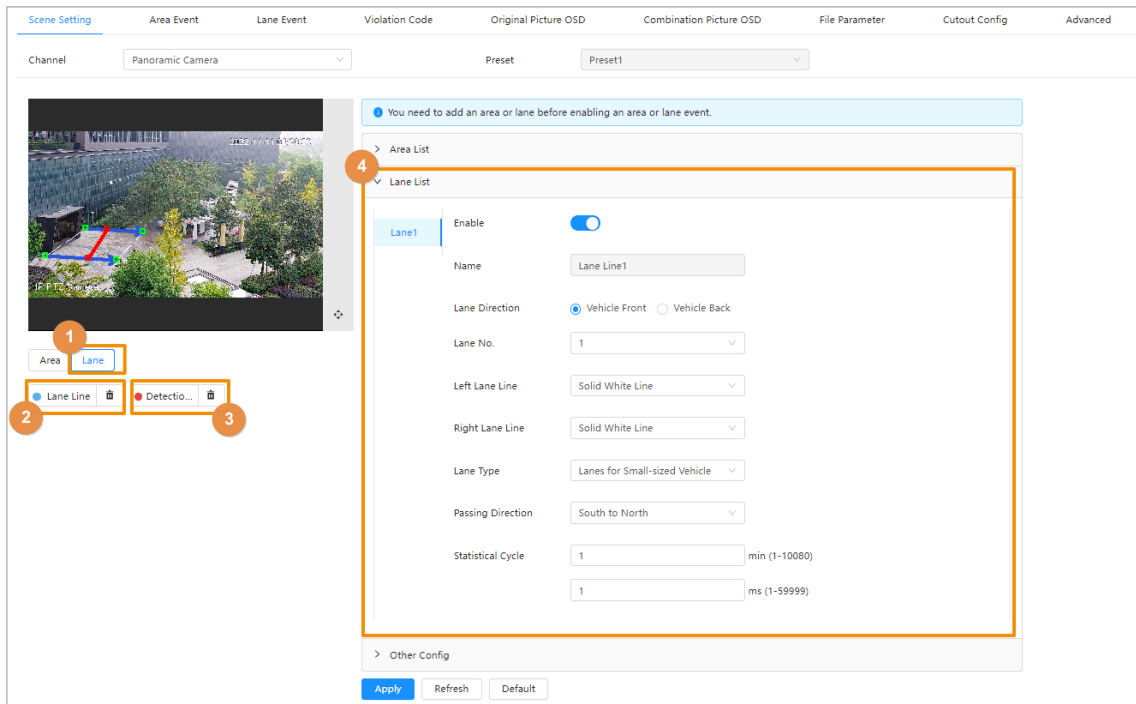 Scene Setting Area Event Lane Event Violation Code Original Picture OSD Combination Picture OSD File Parameter Cutout Config Advanced
Channel Panoramic Camera Preset Preset1
You need to add an area or lane before enabling an area or lane event.
Area List
4
Lane List
Lane1
Enable
Name Lane Line1
IP PTZ Camera
Lane Direction Vehicle Front Vehicle Back
1
Lane No. 1
Area Lane
Left Lane Line Solid White Line
Lane Line Detectio...
2 3
Right Lane Line Solid White Line
Lane Type Lanes for Small-sized Vehicle
Passing Direction South to North
Statistical Cycle 1 min (1-10080)
1 ms (1-59999)
Other Config
Apply Refresh Default